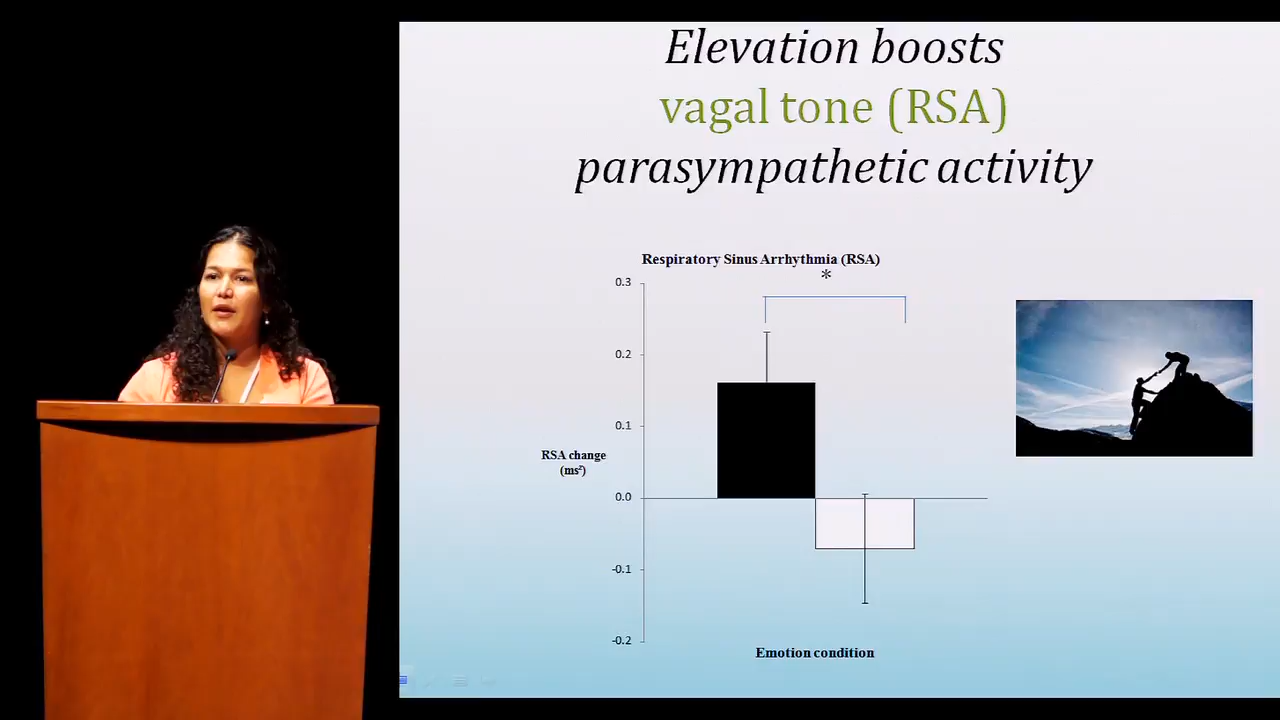 Elevation boosts
vagal tone (RSA)
parasympathetic activity
Respiratory Sinus Arrhythmia (RSA)
*
0.3
0.2
0.1
RSA change
(ms²)
0.0
-0.1
-0.2
Emotion condition